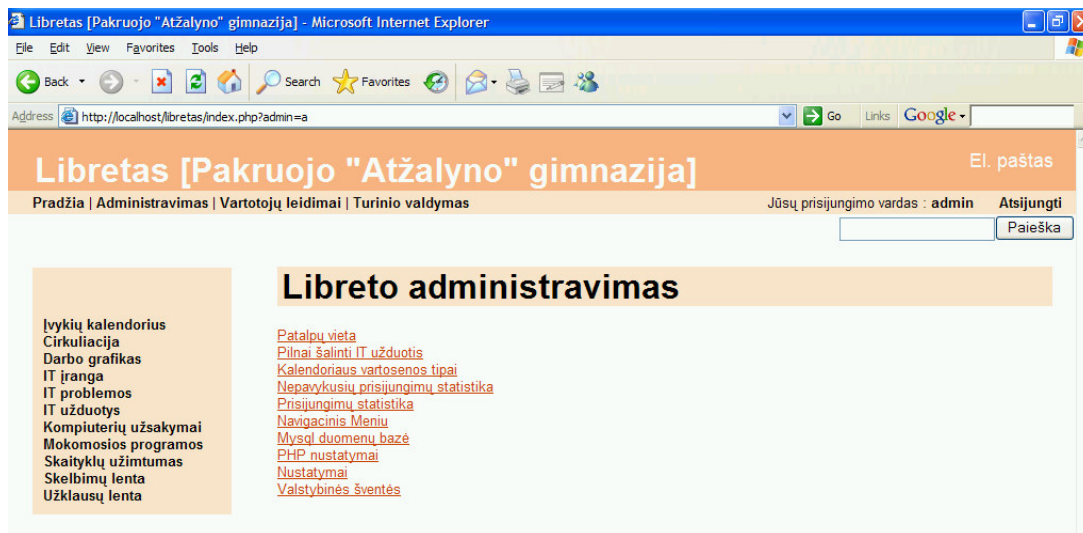 Libretas [Pakruojo "Atžalyno" gimnazija] - Microsoft Internet Explorer
File Edit View Favorites Tools Help
Back Search Favorites
Address http://localhost/libretas/index.php?admin=a Go Links Google
Libretas [Pakruojo "Atžalyno" gimnazija] El. paštas
Pradžia | Administravimas | Vartotojų leidimai | Turinio valdymas Jūsų prisijungimo vardas : admin Atsijungti
Paieška
Libreto administravimas
Įvykių kalendorius
Cirkuliacija
Darbo grafikas
IT įranga
IT problemos
IT užduotys
Kompiuterių užsakymai
Mokomosios programos
Skaityklų užimtumas
Skelbimų lenta
Užklausų lenta
Patalpų vieta
Pilnai šalinti IT užduotis
Kalendoriaus vartosenos tipai
Nepavykusių prisijungimų statistika
Prisijungimų statistika
Navigacinis Meniu
Mysql duomenų bazė
PHP nustatymai
Nustatymai
Valstybinės šventės